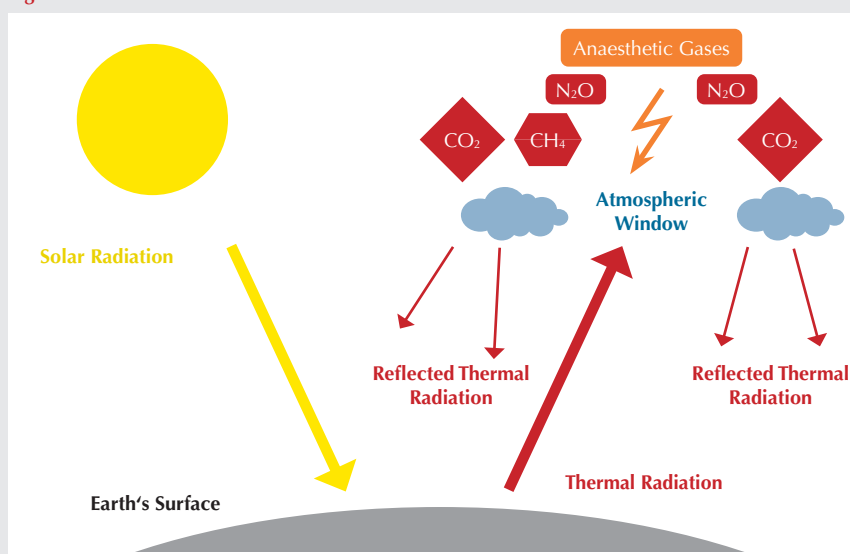 Anaesthetic Gases
N₂O
N₂O
CO₂
CH₄
CO₂
Atmospheric
Window
Solar Radiation
Reflected Thermal
Radiation
Reflected Thermal
Radiation
Thermal Radiation
Earth‘s Surface